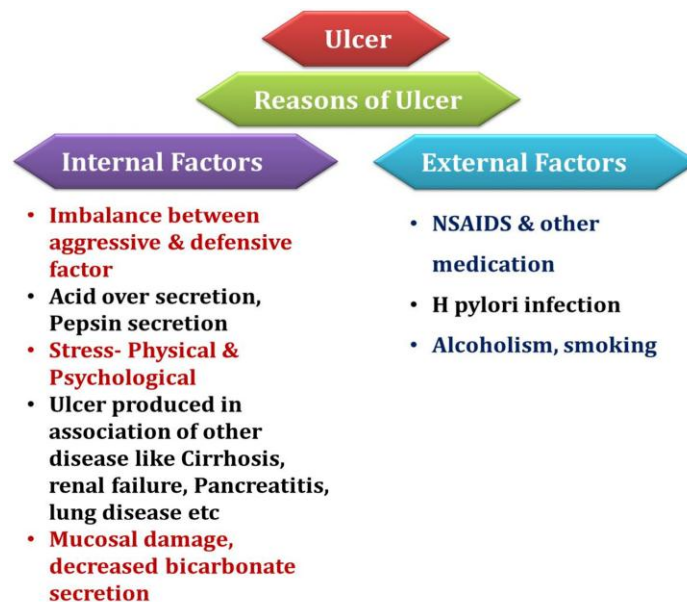 Ulcer
Reasons of Ulcer
Internal Factors
• Imbalance between
aggressive & defensive
factor
• Acid over secretion,
Pepsin secretion
• Stress- Physical &
Psychological
• Ulcer produced in
association of other
disease like Cirrhosis,
renal failure, Pancreatitis,
lung disease etc
• Mucosal damage,
decreased bicarbonate
secretion
External Factors
• NSAIDS & other
medication
• H pylori infection
• Alcoholism, smoking